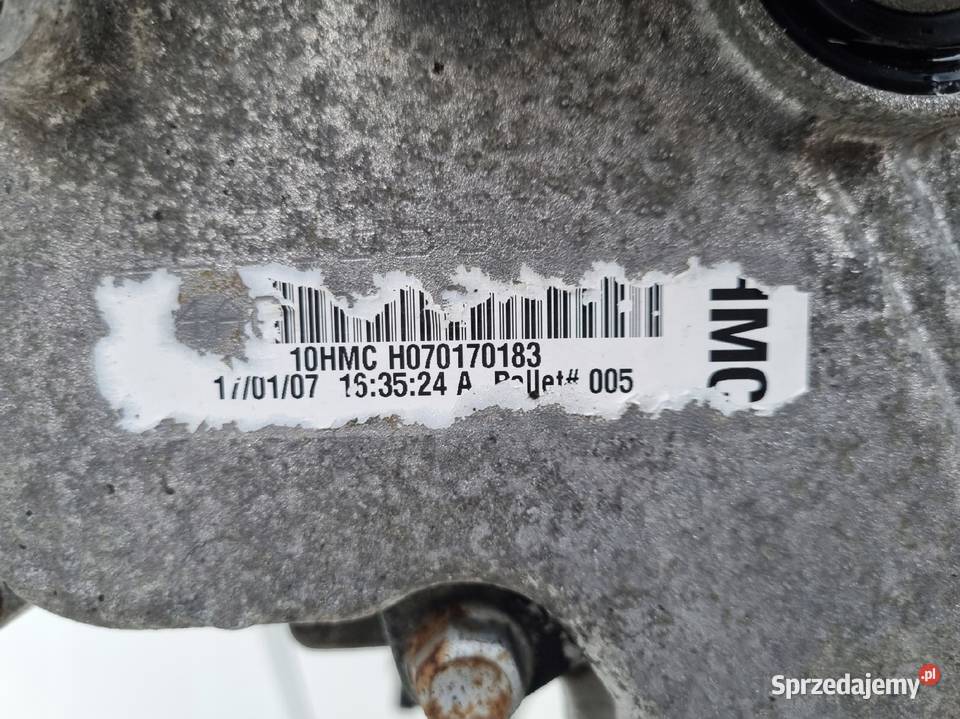 10HMC H070170183
17/01/07 16:35:24 A Pallet# 005
HMC
Sprzedajemy.pl